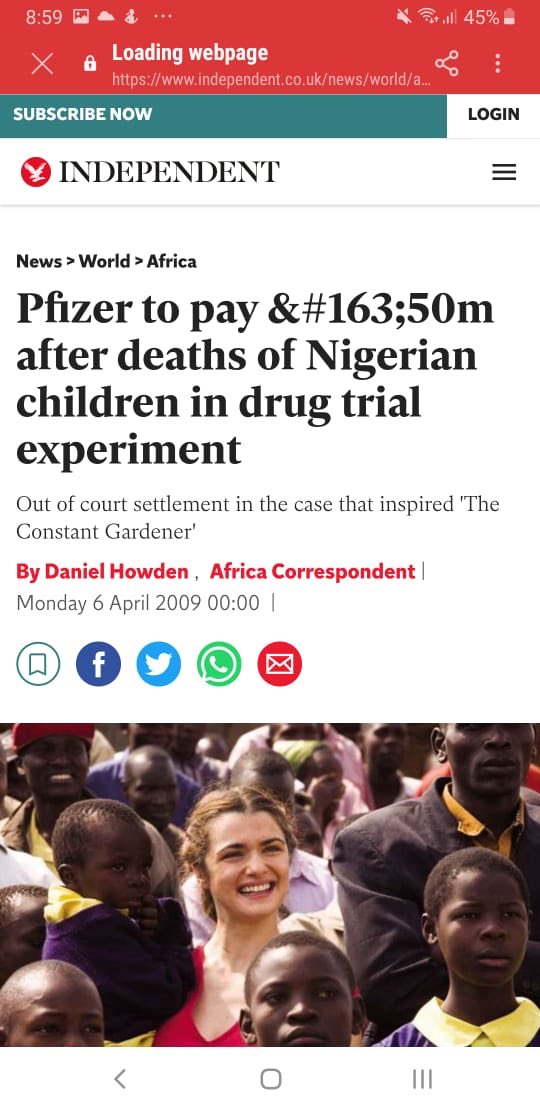 8:59 45%
Loading webpage
https://www.independent.co.uk/news/world/a...
SUBSCRIBE NOW LOGIN
INDEPENDENT
News > World > Africa
Pfizer to pay &#163;50m
after deaths of Nigerian
children in drug trial
experiment
Out of court settlement in the case that inspired 'The
Constant Gardener'
By Daniel Howden , Africa Correspondent |
Monday 6 April 2009 00:00 |